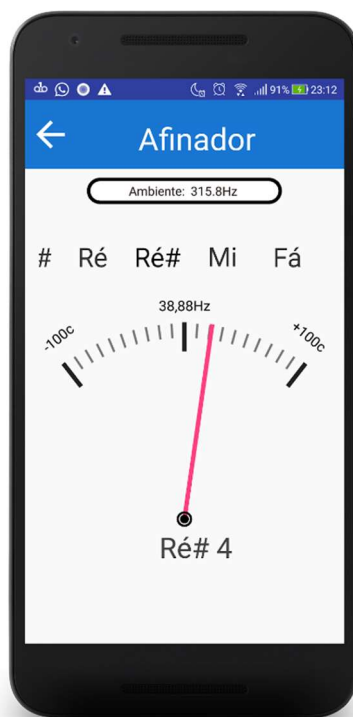 91% 23:12
Afinador
Ambiente: 315.8Hz
# Ré Ré# Mi Fá
38,88Hz
-100c +100c
Ré# 4